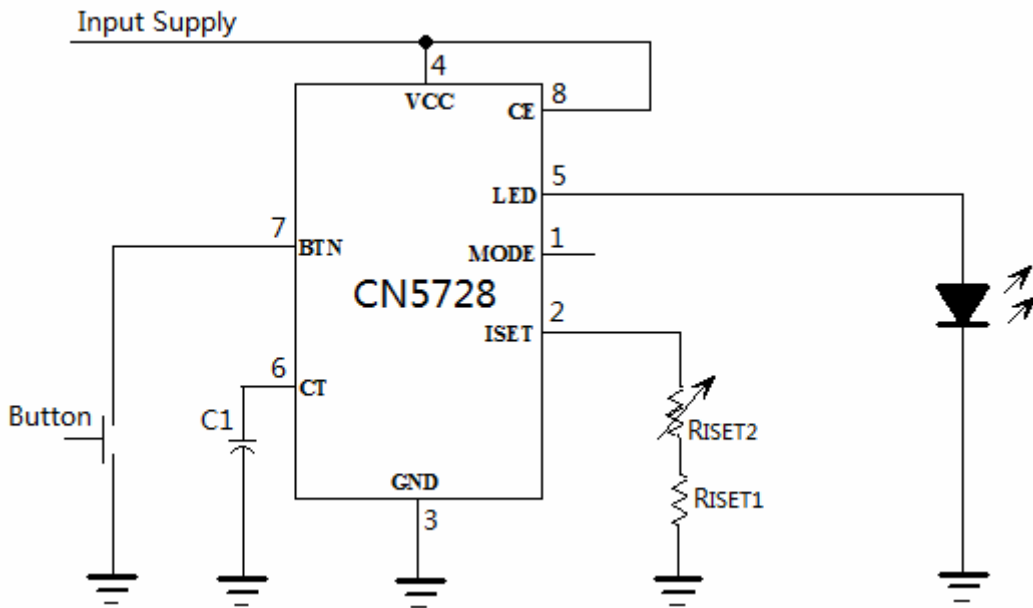 Input Supply
4
VCC
8
CE
5
LED
7
BTN
1
MODE
CN5728
2
ISET
6
CT
Button
C1
RISET2
GND
RISET1
3